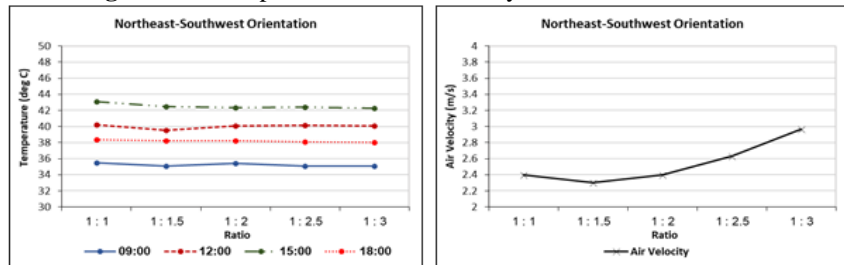 Northeast-Southwest Orientation
Temperature (deg C)
50
48
46
44
42
40
38
36
34
32
30
1 : 1
1 : 1.5
1 : 2
1 : 2.5
1 : 3
Ratio
09:00
12:00
15:00
18:00
Northeast-Southwest Orientation
Air Velocity (m/s)
4
3.8
3.6
3.4
3.2
3
2.8
2.6
2.4
2.2
2
1 : 1
1 : 1.5
1 : 2
1 : 2.5
1 : 3
Ratio
Air Velocity